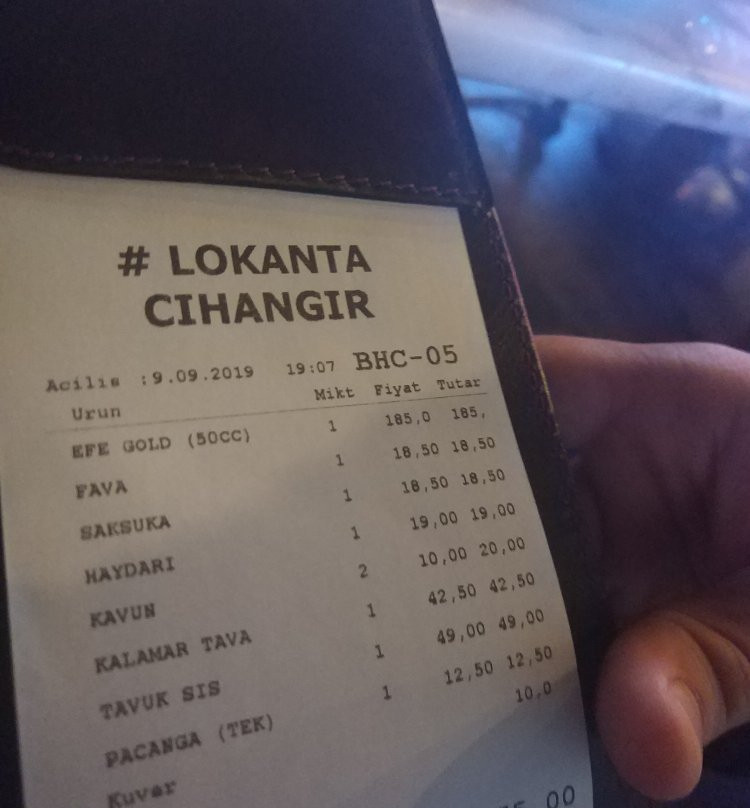 # LOKANTA
CIHANGIR
Acilis :9.09.2019 19:07 BHC-05
Urun Mikt Fiyat Tutar
EFE GOLD (50CC) 1 185,0 185,
FAVA 1 18,50 18,50
SAKSUKA 1 18,50 18,50
HAYDARI 1 19,00 19,00
KAVUN 2 10,00 20,00
KALAMAR TAVA 1 42,50 42,50
TAVUK SIS 1 49,00 49,00
PACANGA (TEK) 1 12,50 12,50
Kuver 10,0
,00